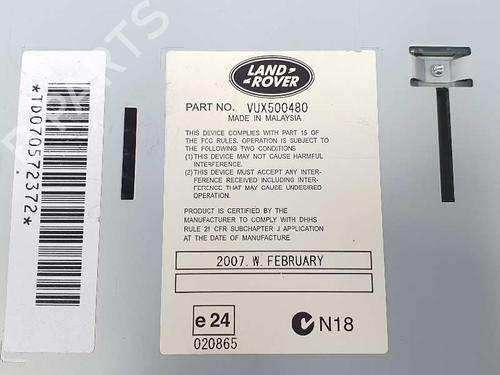 LAND
ROVER
PART NO. VUX500480
MADE IN MALAYSIA
THIS DEVICE COMPLIES WITH PART 15 OF
THE FCC RULES. OPERATION IS SUBJECT TO
THE FOLLOWING TWO CONDITIONS
(1) THIS DEVICE MAY NOT CAUSE HARMFUL
INTERFERENCE.
(2) THIS DEVICE MUST ACCEPT ANY INTER-
FERENCE RECEIVED INCLUDING INTER-
FERENCE THAT MAY CAUSE UNDESIRED
OPERATION.
PRODUCT IS CERTIFIED BY THE
MANUFACTURER TO COMPLY WITH DHHS
RULE 21 CFR SUBCHAPTER J APPLICATION
AT THE DATE OF MANUFACTURE
2007. W. FEBRUARY
e 24
020865
N18
*TD070572372*
PARTS